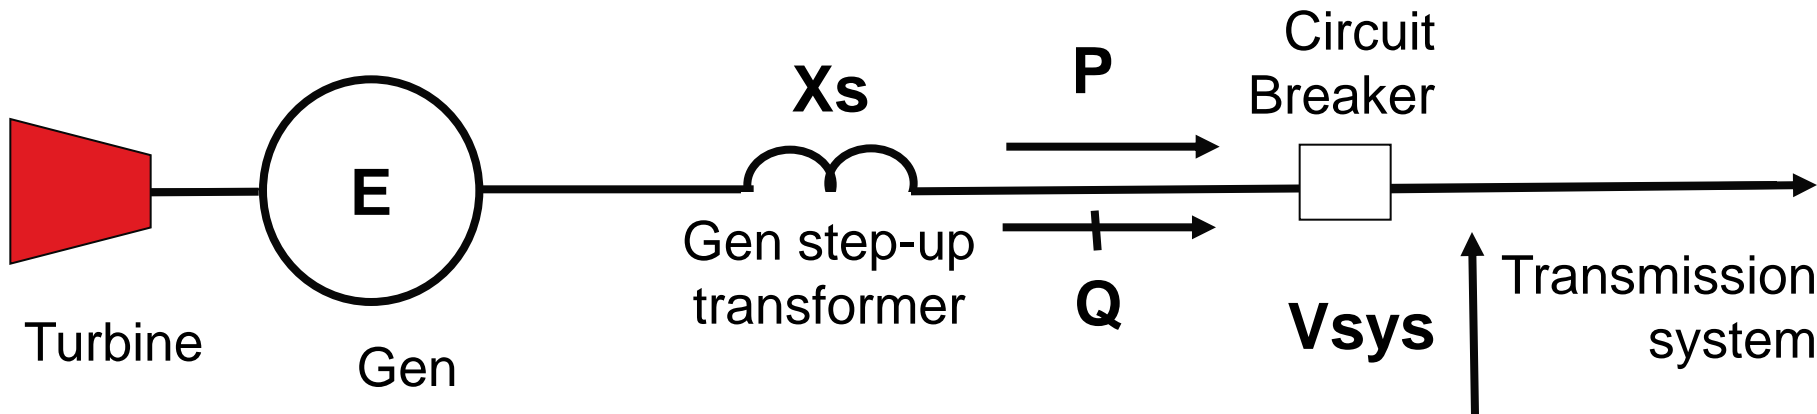 Circuit
Breaker
P
Xs
E
Gen step-up
transformer
Q
Vsys
Transmission
system
Turbine
Gen